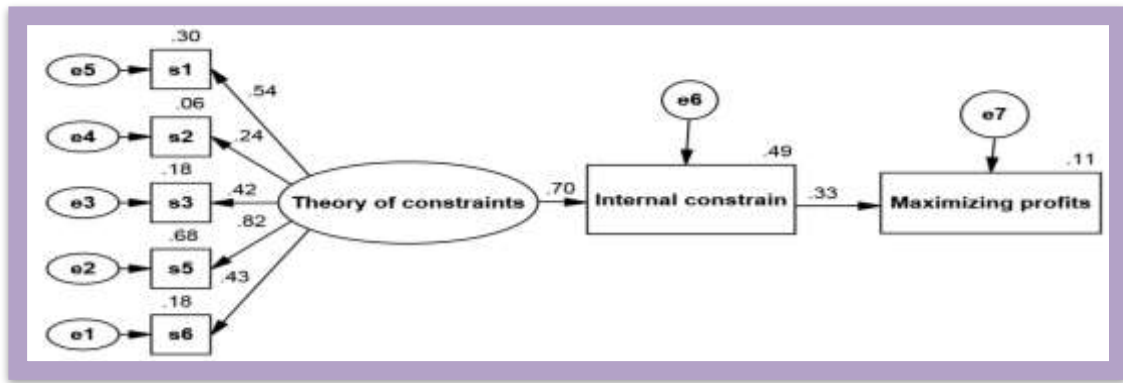 .30
e5 s1
.54
.06
e4 s2
.24
.18
e3 s3
.42
.82
.68
e2 s5
.43
.18
e1 s6
Theory of constraints
.70
e6
.49
Internal constrain
.33
e7
.11
Maximizing profits